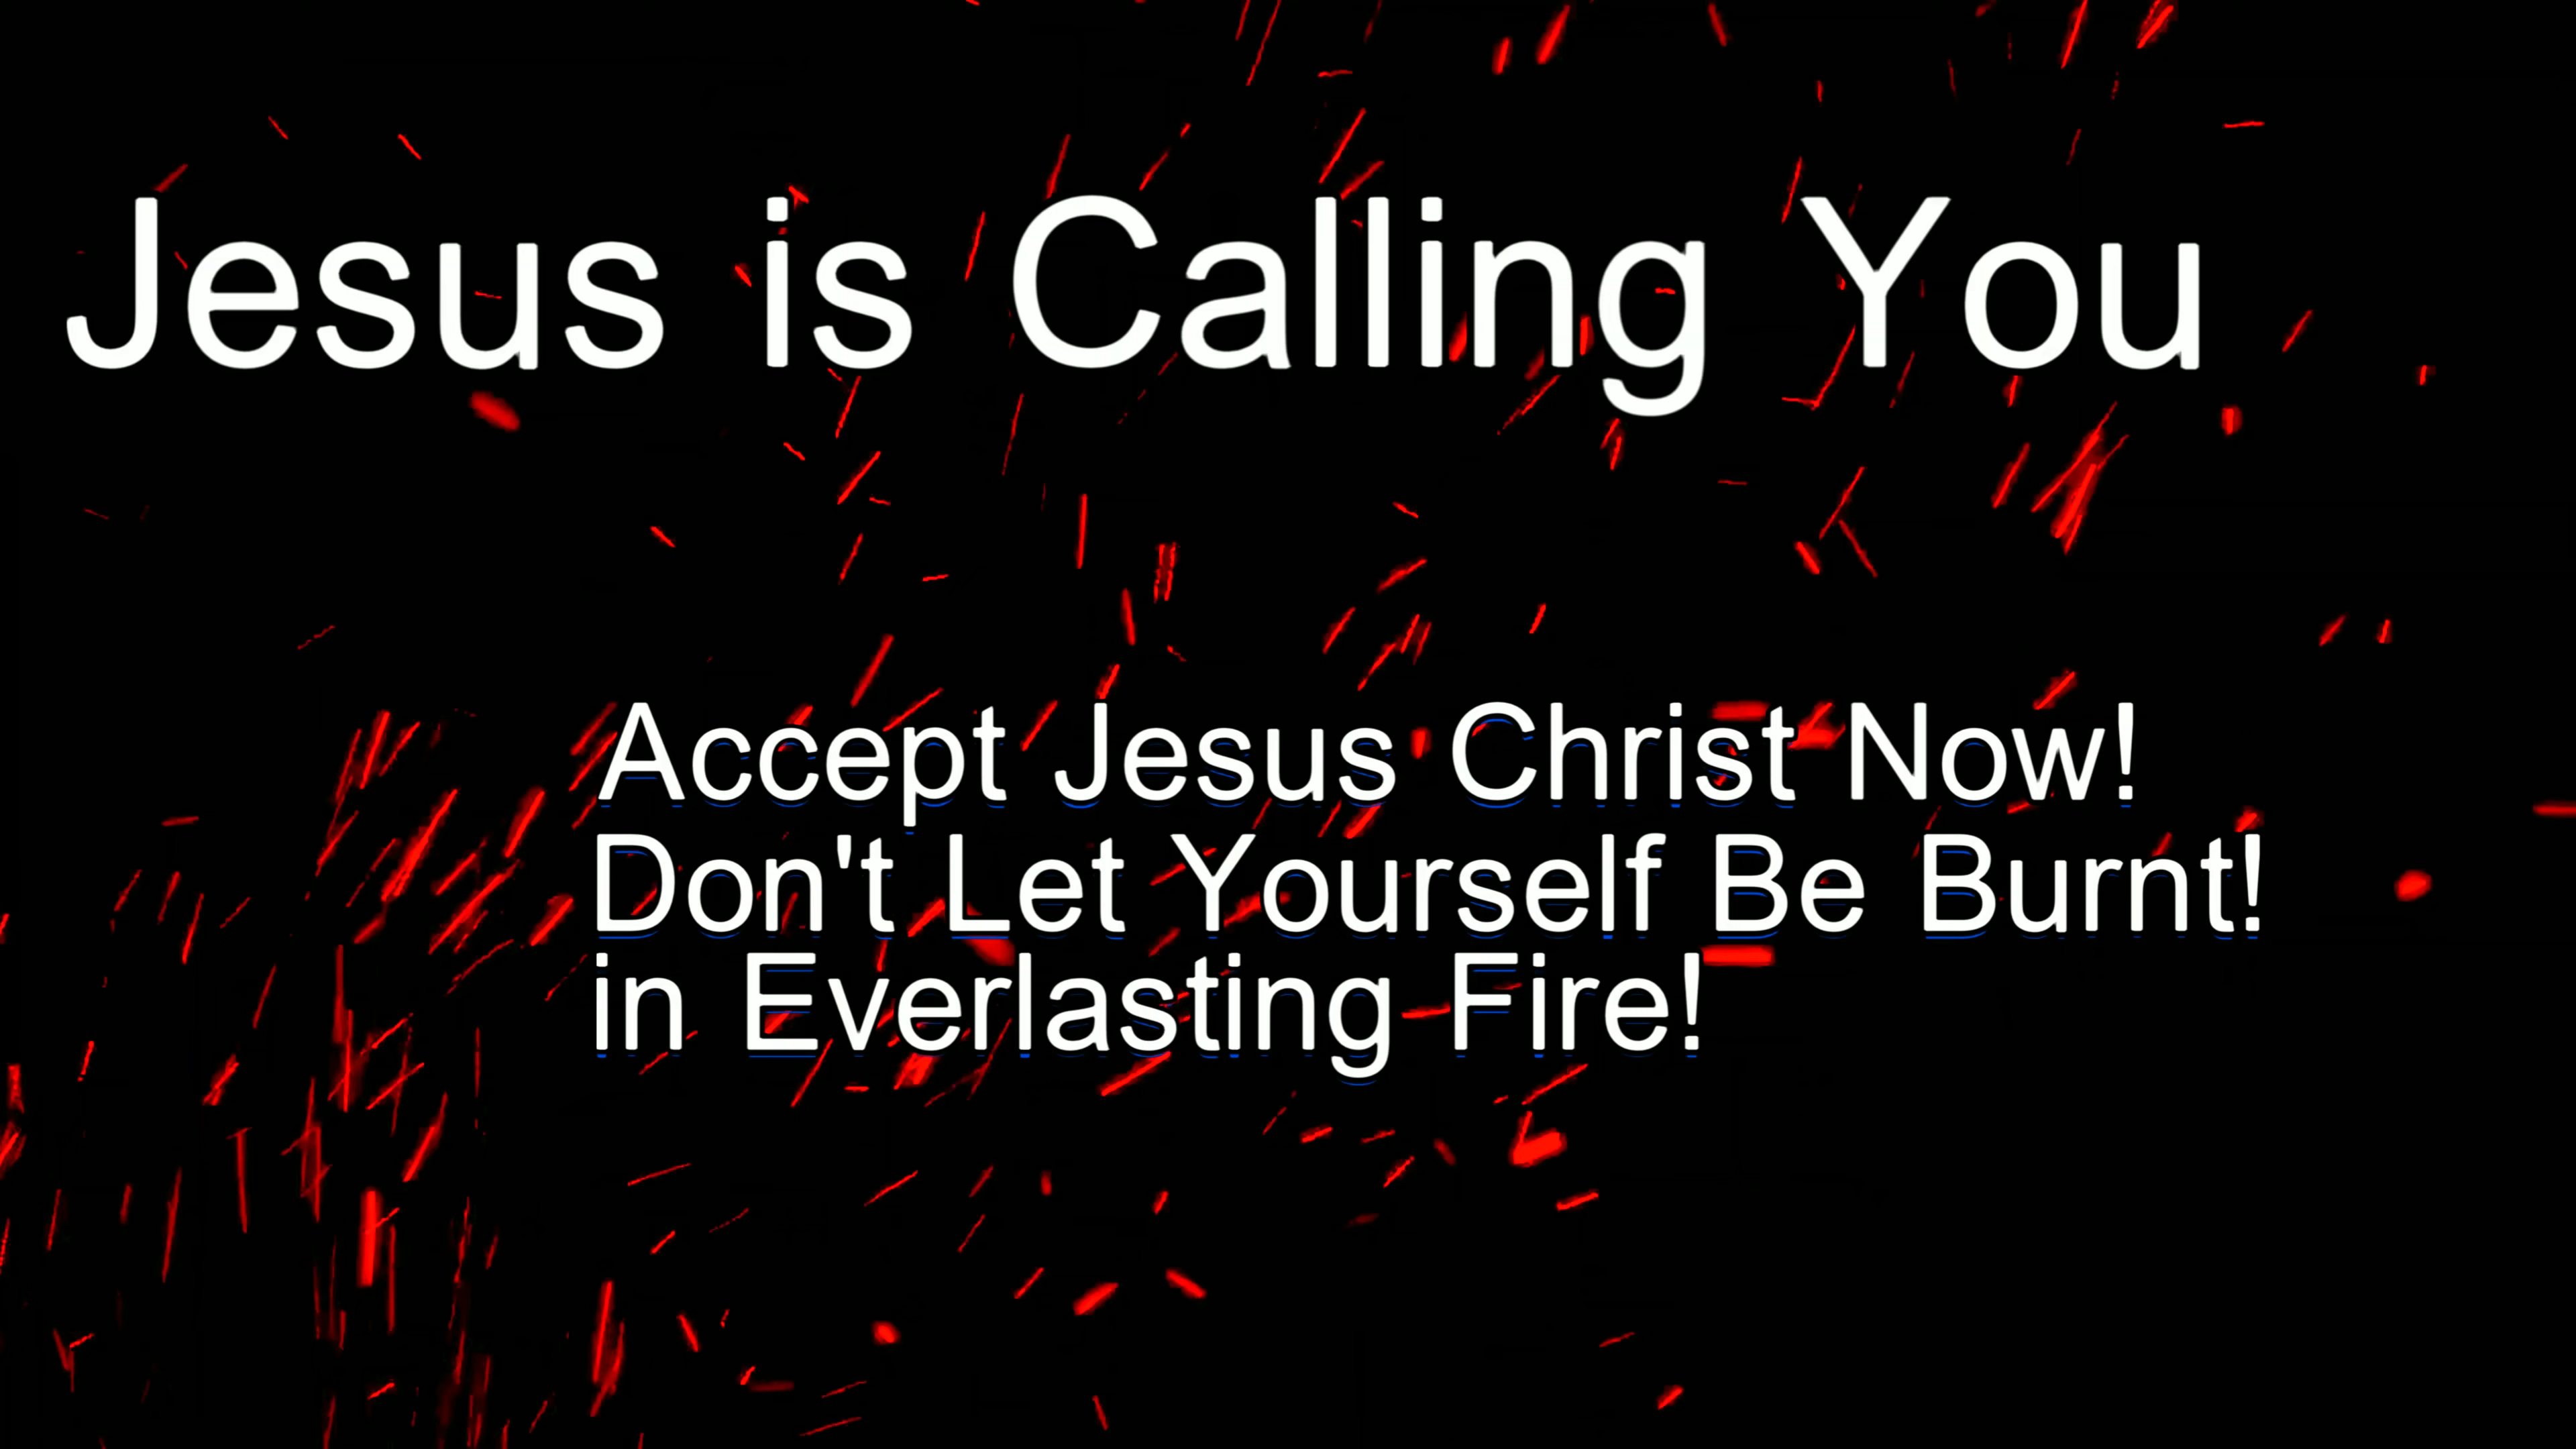 Jesus is Calling You
Accept Jesus Christ Now!
Don't Let Yourself Be Burnt!
in Everlasting Fire!